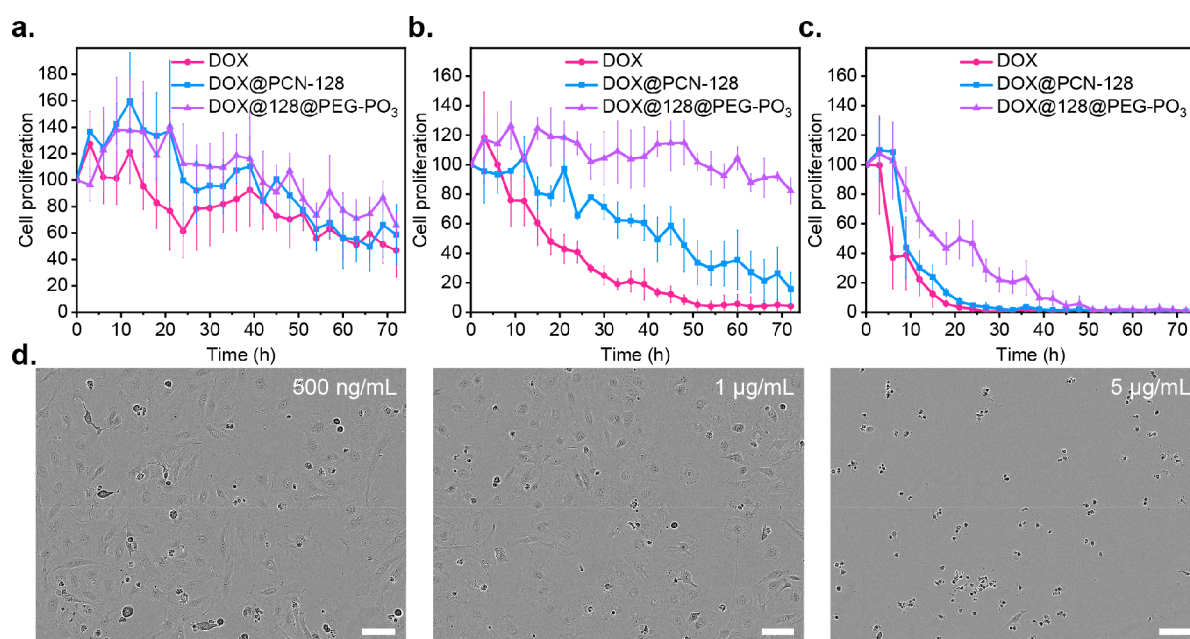 a.
DOX
DOX@PCN-128
DOX@128@PEG-PO₃
Cell proliferation
0
20
40
60
80
100
120
140
160
180
0 10 20 30 40 50 60 70
Time (h)
b.
DOX
DOX@PCN-128
DOX@128@PEG-PO₃
Cell proliferation
0
20
40
60
80
100
120
140
160
0 10 20 30 40 50 60 70
Time (h)
c.
DOX
DOX@PCN-128
DOX@128@PEG-PO₃
Cell proliferation
0
20
40
60
80
100
120
140
160
0 10 20 30 40 50 60 70
Time (h)
d.
500 ng/mL
1 µg/mL
5 µg/mL